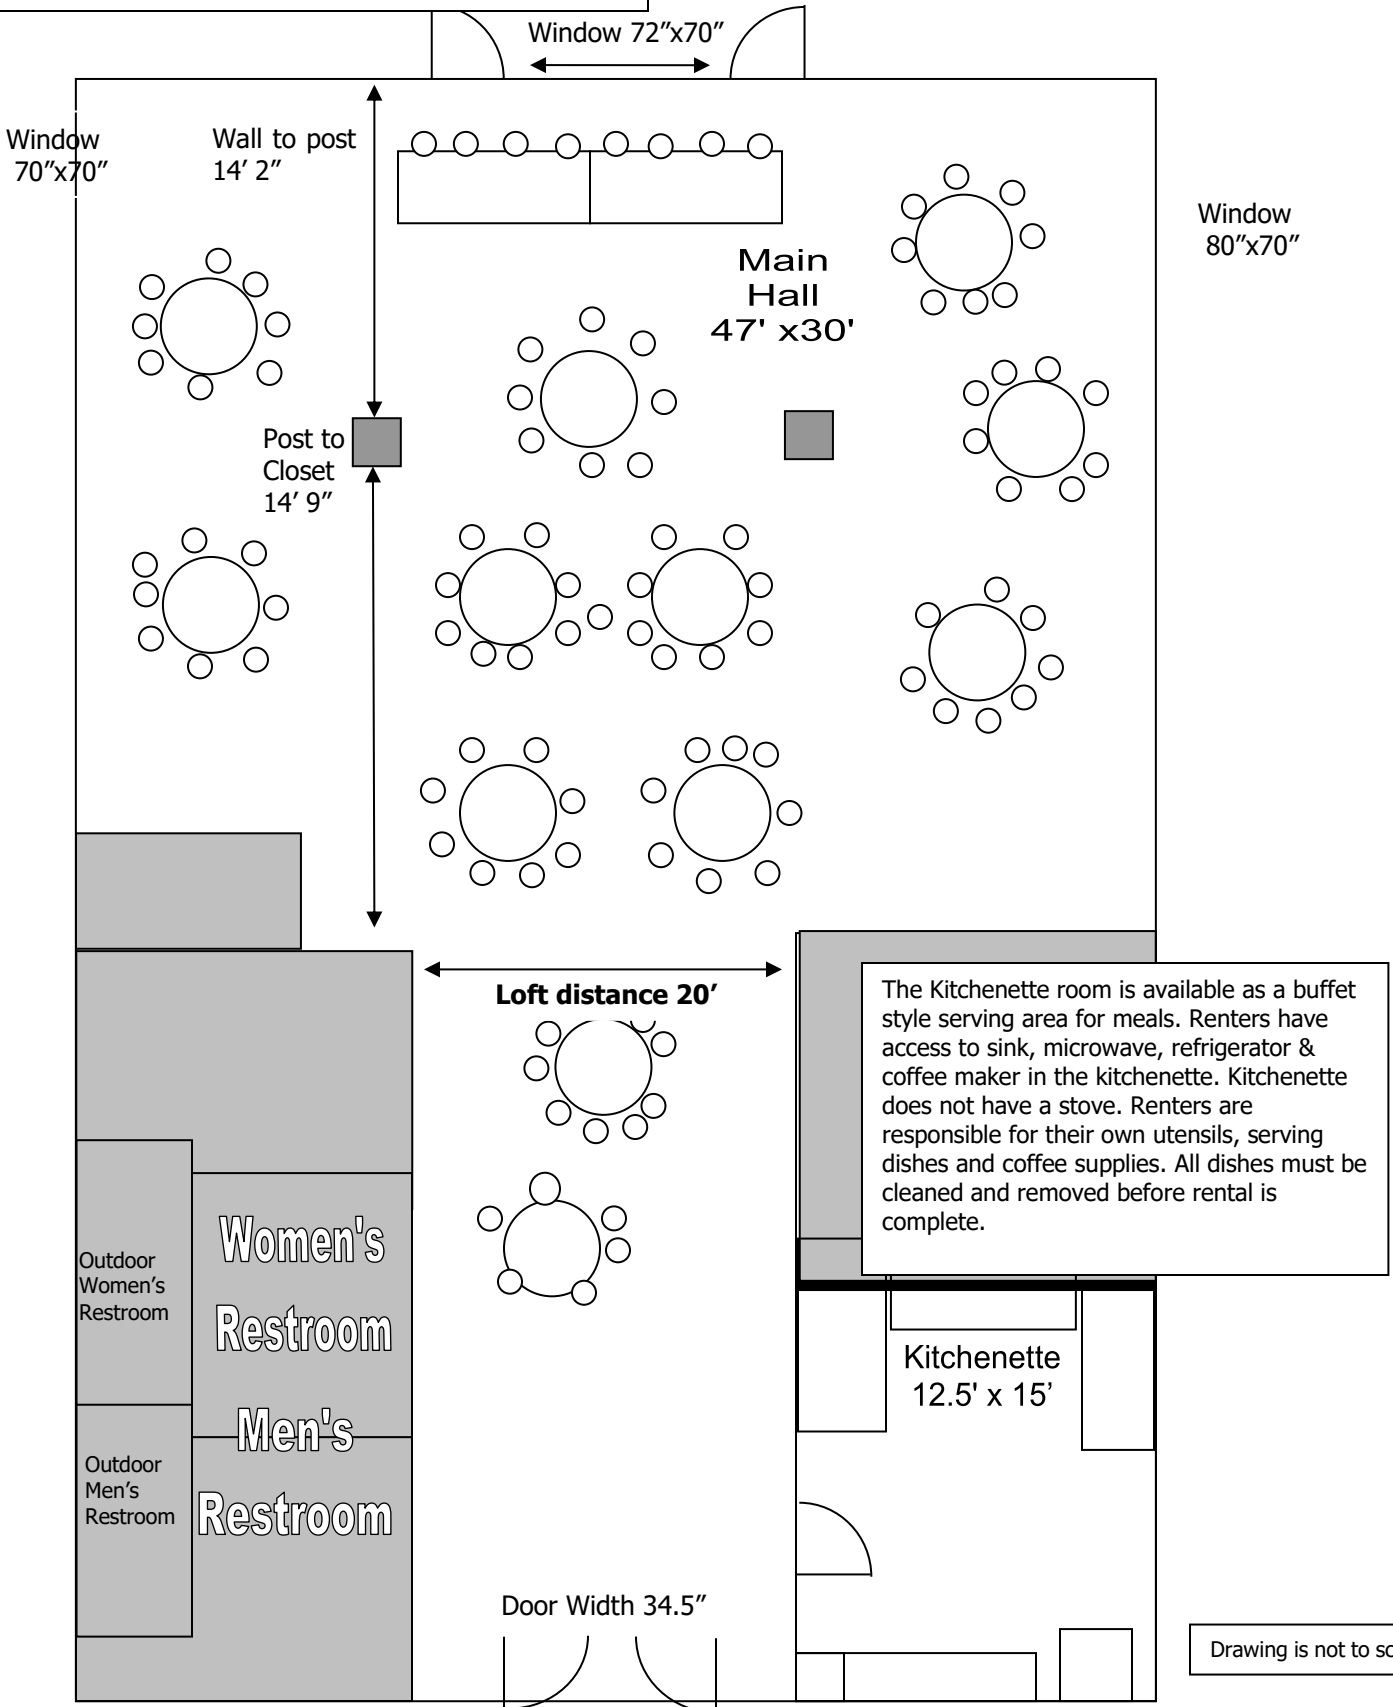 Window 72”x70”
Window
70”x70”
Wall to post
14’ 2”
Window
80”x70”
Main
Hall
47' x30'
Post to
Closet
14’ 9”
Loft distance 20’
The Kitchenette room is available as a buffet
style serving area for meals. Renters have
access to sink, microwave, refrigerator &
coffee maker in the kitchenette. Kitchenette
does not have a stove. Renters are
responsible for their own utensils, serving
dishes and coffee supplies. All dishes must be
cleaned and removed before rental is
complete.
Women's
Restroom
Outdoor
Women’s
Restroom
Kitchenette
12.5' x 15’
Men's
Restroom
Outdoor
Men’s
Restroom
Door Width 34.5”
Drawing is not to